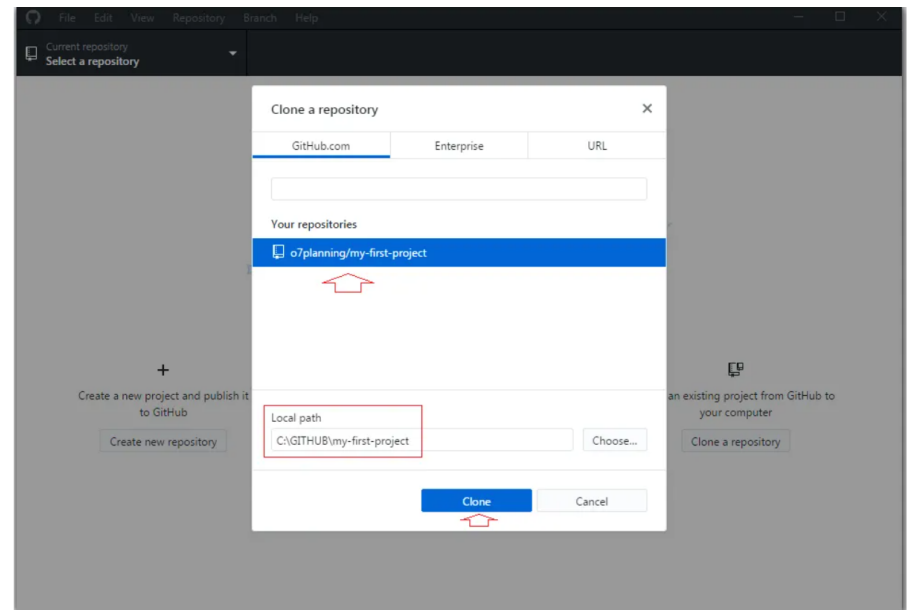 File Edit View Repository Branch Help
Current repository
Select a repository
Clone a repository
GitHub.com Enterprise URL
Your repositories
o7planning/my-first-project
Create a new project and publish it
to GitHub
Create new repository
an existing project from GitHub to
your computer
Clone a repository
Local path
C:\GITHUB\my-first-project
Choose...
Clone
Cancel